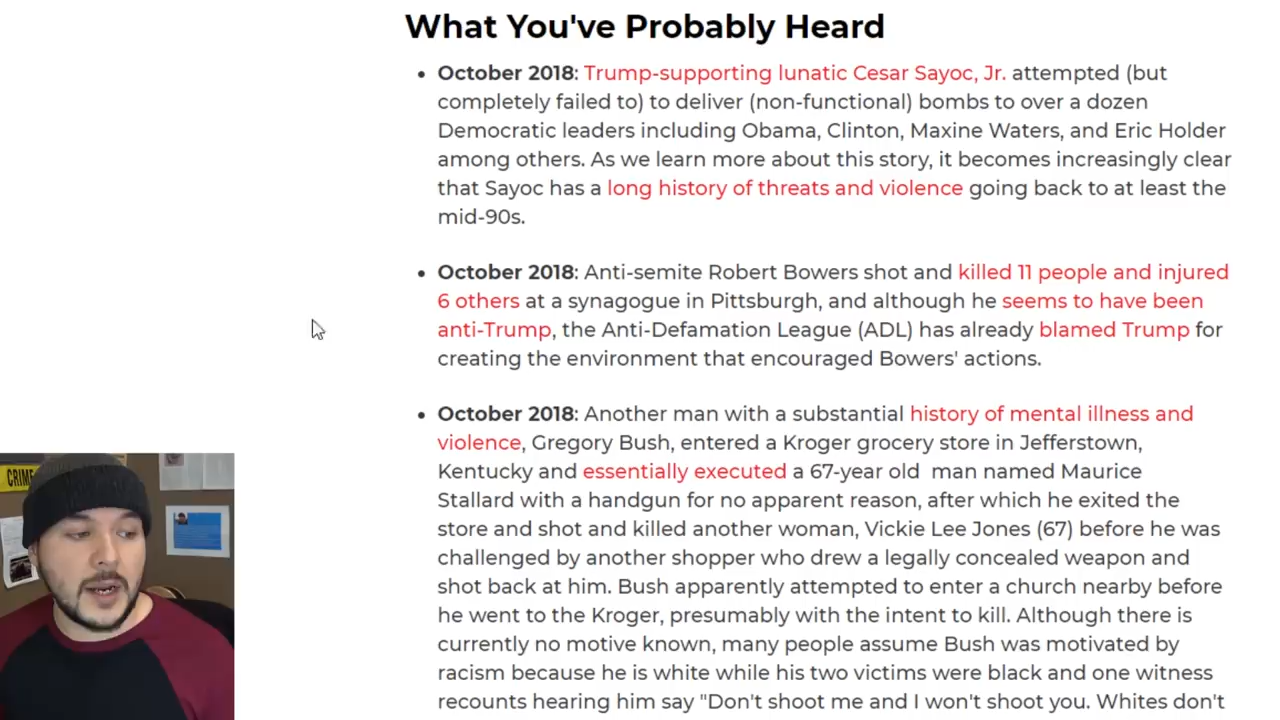 What You've Probably Heard
October 2018: Trump-supporting lunatic Cesar Sayoc, Jr. attempted (but
completely failed to) to deliver (non-functional) bombs to over a dozen
Democratic leaders including Obama, Clinton, Maxine Waters, and Eric Holder
among others. As we learn more about this story, it becomes increasingly clear
that Sayoc has a long history of threats and violence going back to at least the
mid-90s.
October 2018: Anti-semite Robert Bowers shot and killed 11 people and injured
6 others at a synagogue in Pittsburgh, and although he seems to have been
anti-Trump, the Anti-Defamation League (ADL) has already blamed Trump for
creating the environment that encouraged Bowers' actions.
October 2018: Another man with a substantial history of mental illness and
violence, Gregory Bush, entered a Kroger grocery store in Jefferstown,
Kentucky and essentially executed a 67-year old man named Maurice
Stallard with a handgun for no apparent reason, after which he exited the
store and shot and killed another woman, Vickie Lee Jones (67) before he was
challenged by another shopper who drew a legally concealed weapon and
shot back at him. Bush apparently attempted to enter a church nearby before
he went to the Kroger, presumably with the intent to kill. Although there is
currently no motive known, many people assume Bush was motivated by
racism because he is white while his two victims were black and one witness
recounts hearing him say "Don't shoot me and I won't shoot you. Whites don't
CRIME